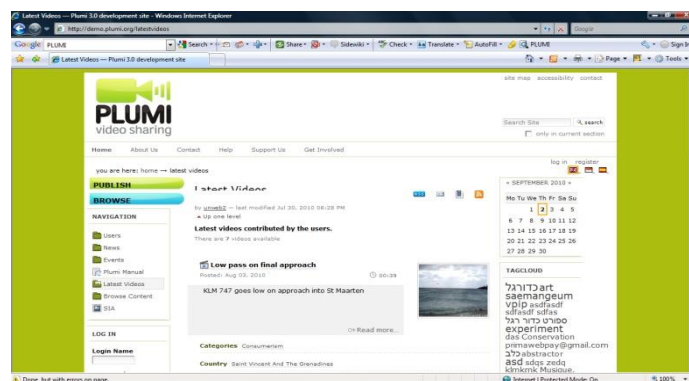 Latest Videos — Plumi 3.0 development site - Windows Internet Explorer
http://demo.plumi.org/latestvideos
Google
Google PLUMI Search Share Sidewiki Check Translate AutoFill PLUMI Sign In
Latest Videos — Plumi 3.0 development site
Page Tools
site map accessibility contact
PLUMI
video sharing
Search Site search
only in current section
Home About Us Contact Help Support Us Get Involved
log in register
you are here: home → latest videos
PUBLISH
BROWSE
NAVIGATION
Users
News
Events
Plumi Manual
Latest Videos
Browse Content
SIA
LOG IN
Login Name
Latest Videos
by unweb2 — last modified Jul 20, 2010 08:28 PM
Up one level
Latest videos contributed by the users.
There are 7 videos available
Low pass on final approach
Posted: Aug 03, 2010 00:38
KLM 747 goes low on approach into St Maarten
Read more...
Categories Consumerism
Country Saint Vincent And The Grenadines
« SEPTEMBER 2010 »
Mo Tu We Th Fr Sa Su
1 2 3 4 5
6 7 8 9 10 11 12
13 14 15 16 17 18 19
20 21 22 23 24 25 26
27 28 29 30
TAGCLOUD
כדורגל art
saemangeum
vpip asdfasdf
sdfasdf sdfas
ספורט כדור רגל
experiment
das Conservation
primawebpay@gmail.com
כלב abstractor
asd sdqs zedq
klmkmk Musique,
Done, but with errors on page.
Internet | Protected Mode: On
100%